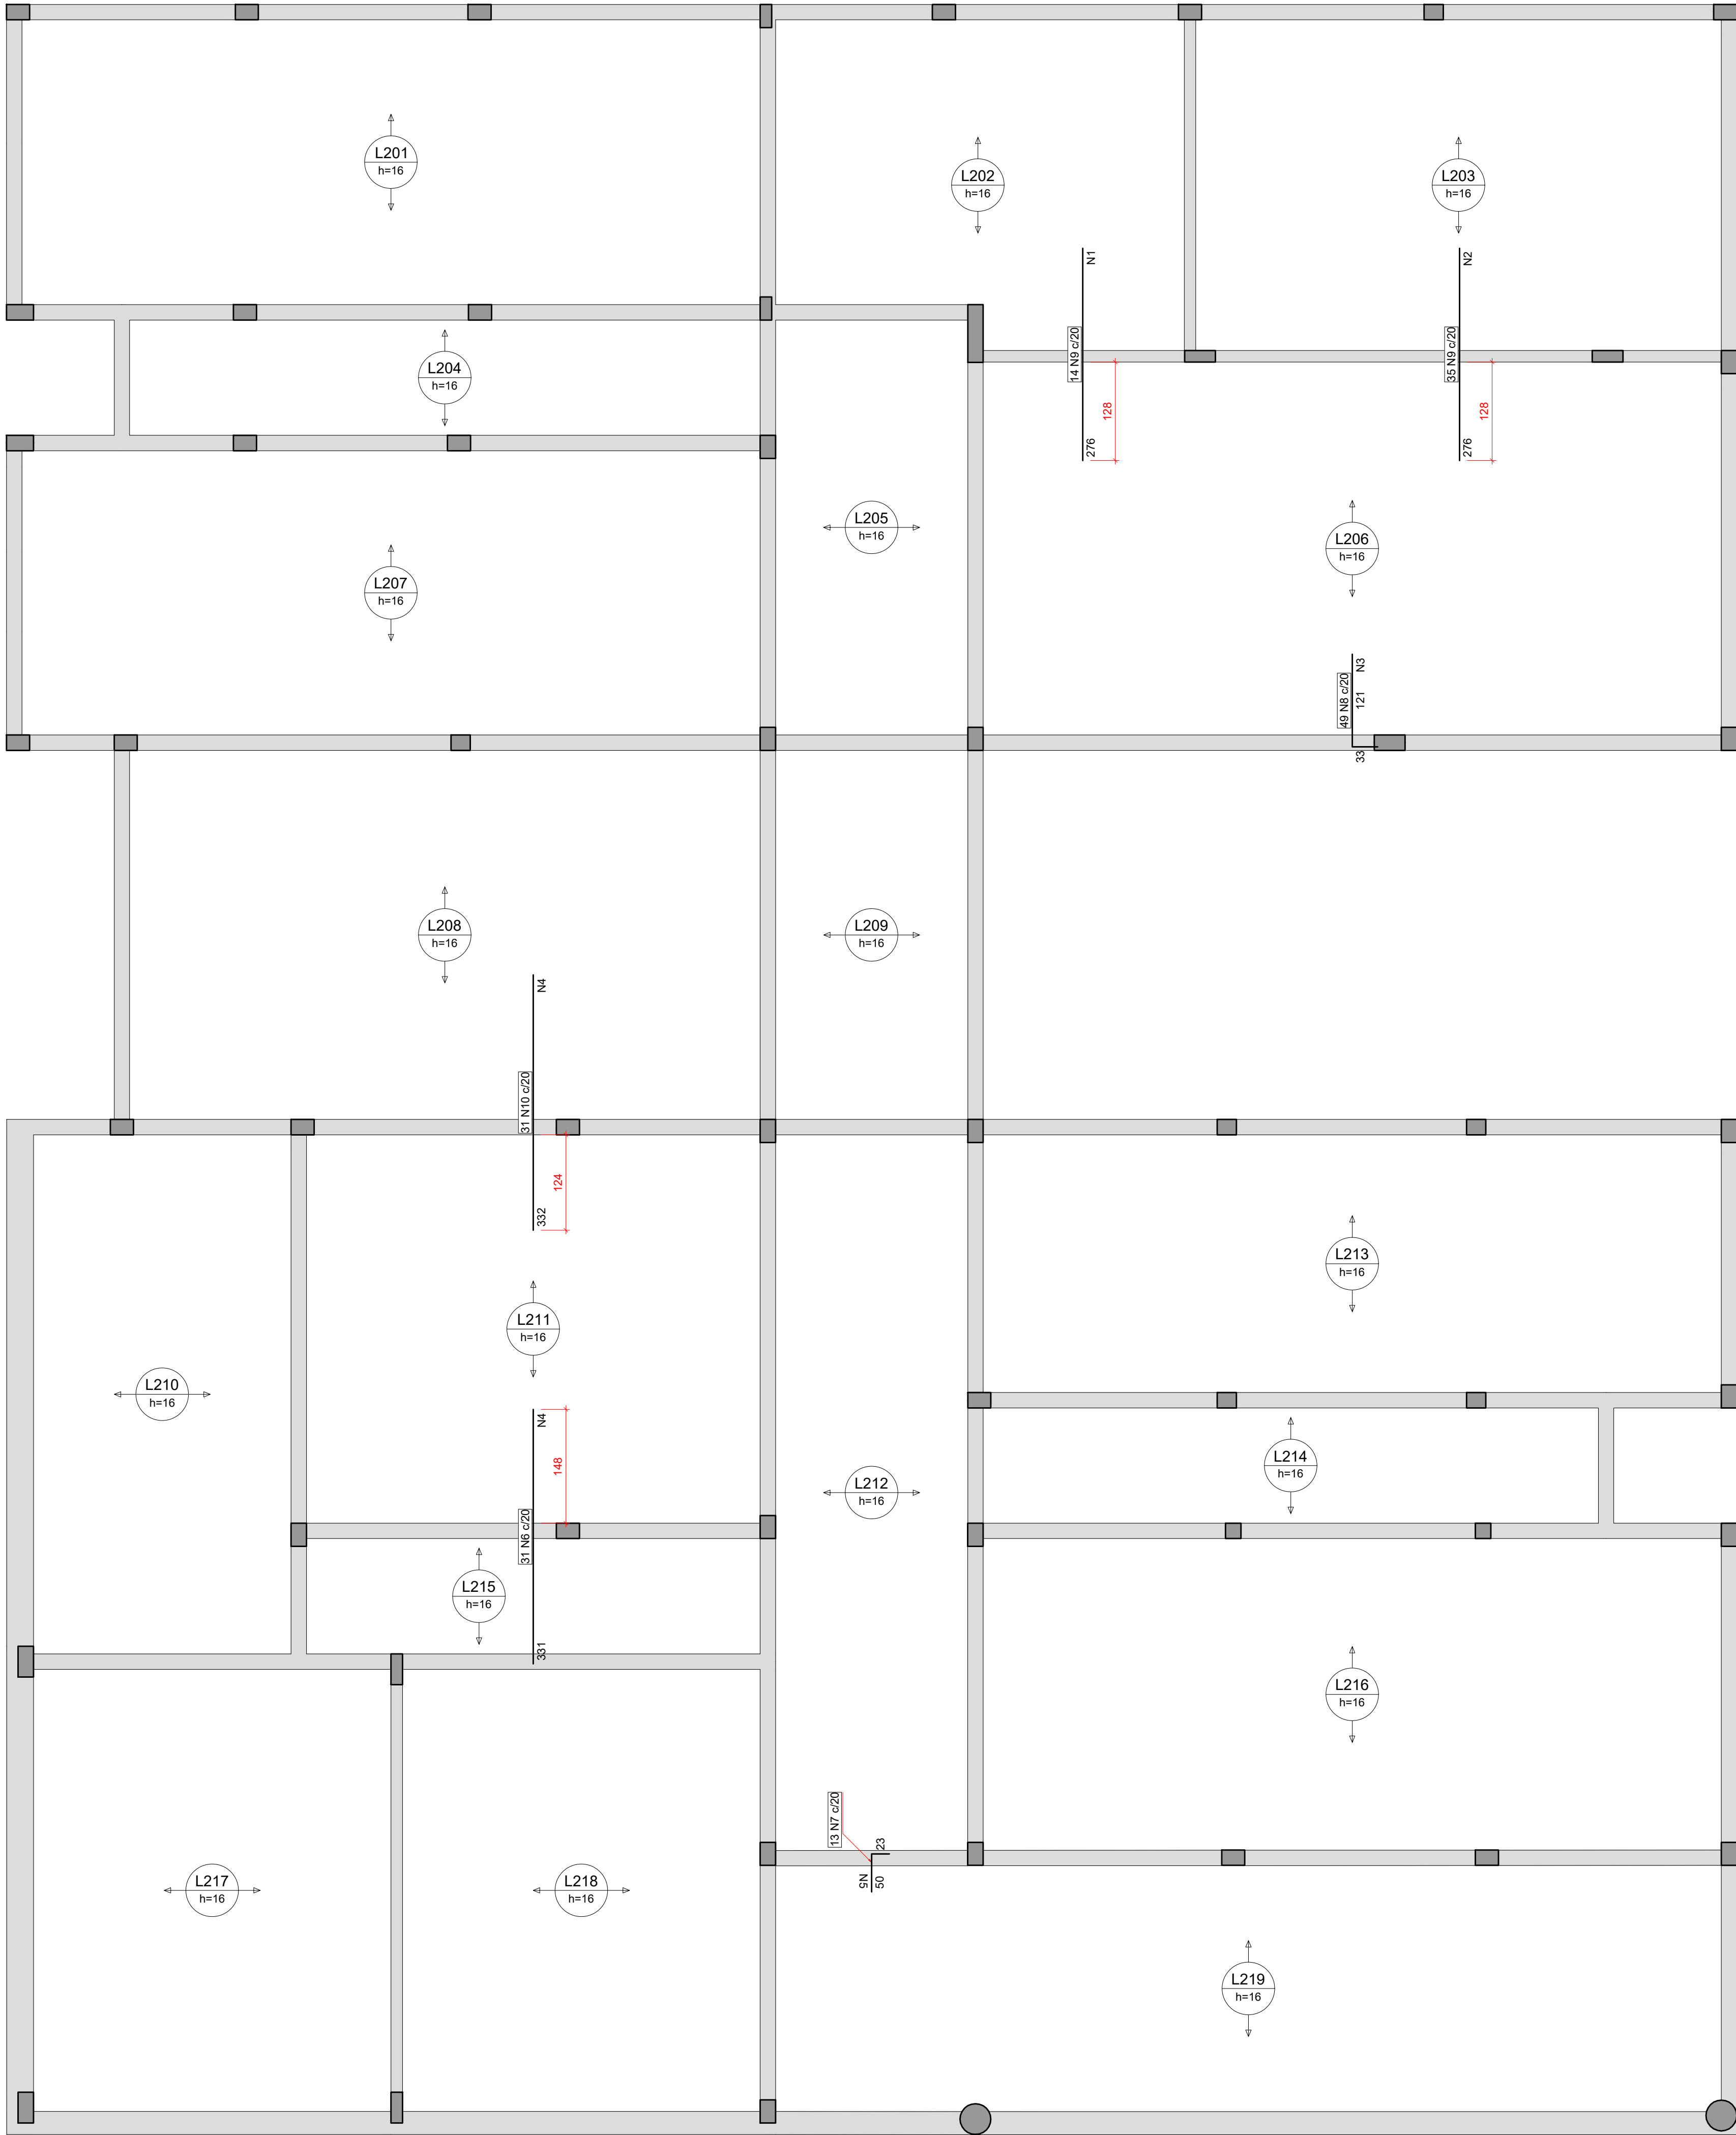 L201
h=16
L202
h=16
L203
h=16
N1
14 N9 c/20
128
276
N2
35 N9 c/20
128
276
L204
h=16
L205
h=16
L206
h=16
L207
h=16
N3
121
49 N8 c/20
33
L208
h=16
L209
h=16
N4
31 N10 c/20
124
332
L213
h=16
L211
h=16
L210
h=16
N4
148
31 N6 c/20
331
L212
h=16
L214
h=16
L215
h=16
L216
h=16
13 N7 c/20
23
N5
50
L217
h=16
L218
h=16
L219
h=16